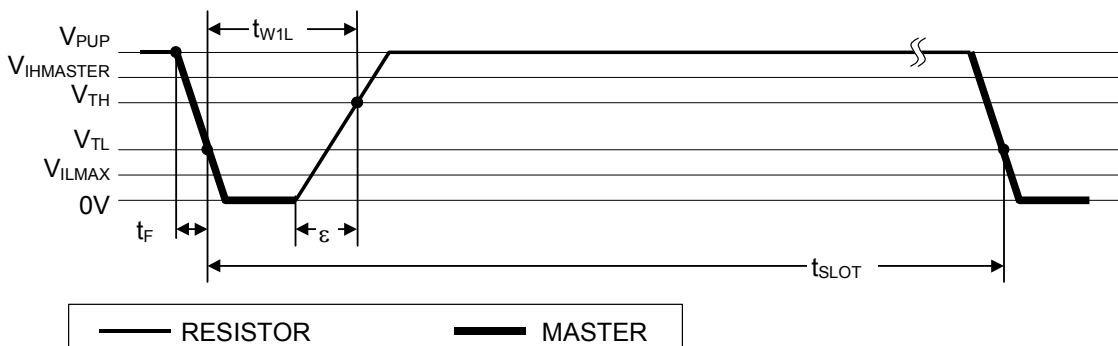 tW1L
VPUP
VIHMASTER
VTH
VTL
VILMAX
0V
tF
ε
tSLOT
RESISTOR
MASTER